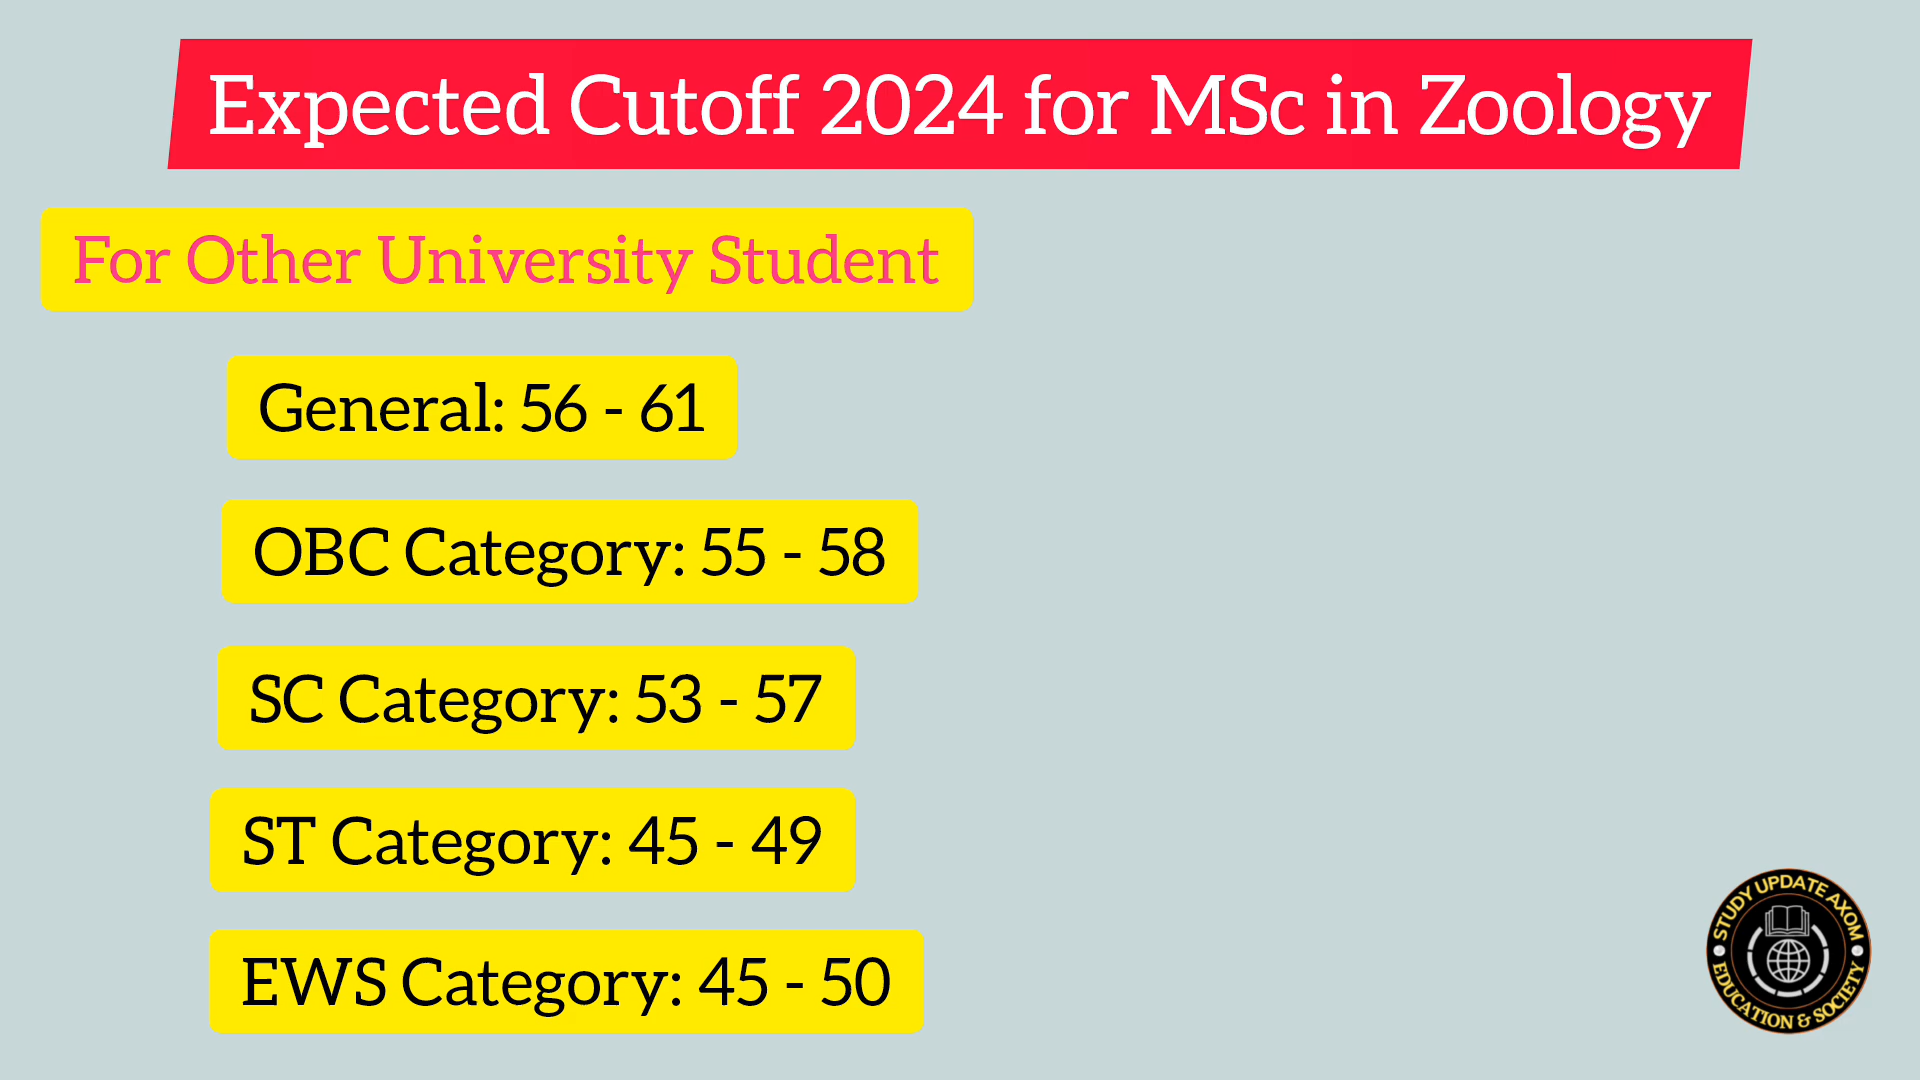 Expected Cutoff 2024 for MSc in Zoology
For Other University Student
General: 56 - 61
OBC Category: 55 - 58
SC Category: 53 - 57
ST Category: 45 - 49
EWS Category: 45 - 50
STUDY UPDATE AXOM
EDUCATION & SOCIETY